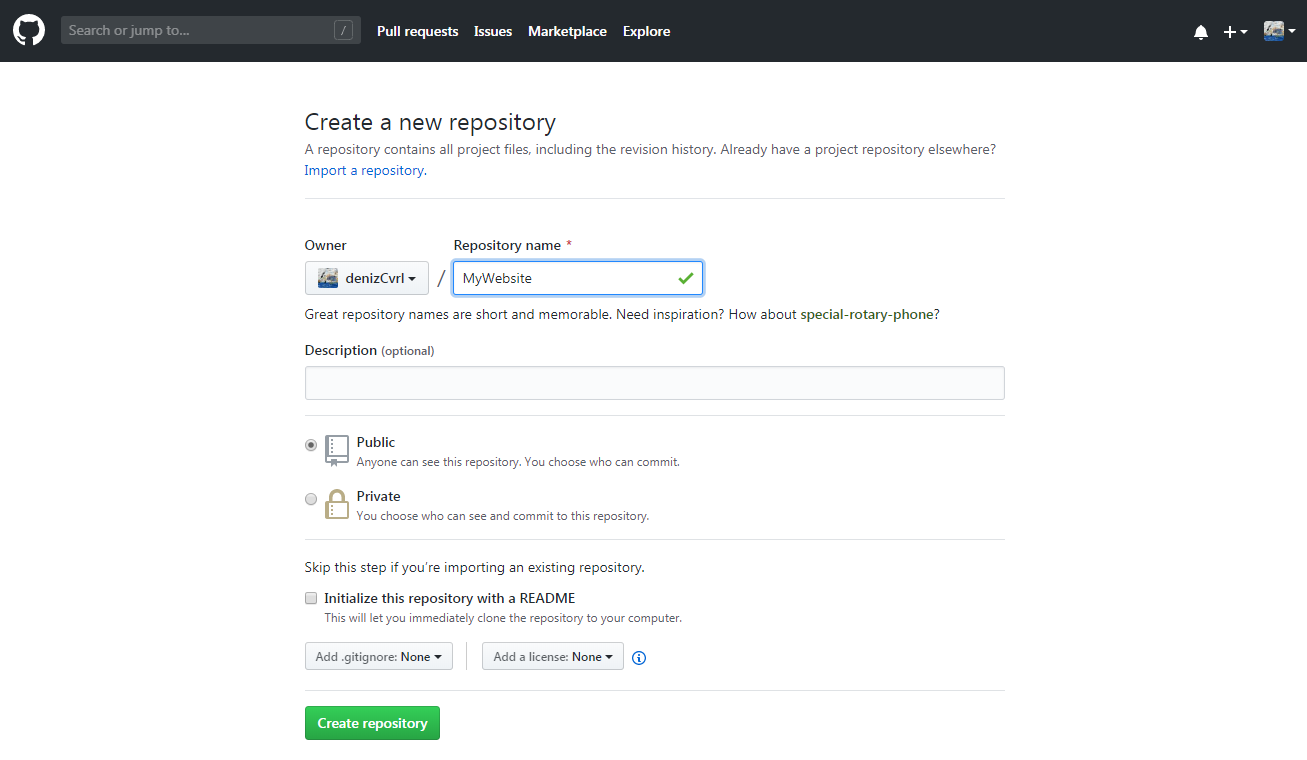 Search or jump to... / Pull requests Issues Marketplace Explore
Create a new repository
A repository contains all project files, including the revision history. Already have a project repository elsewhere?
Import a repository.
Owner Repository name *
denizCvrl / MyWebsite
Great repository names are short and memorable. Need inspiration? How about special-rotary-phone?
Description (optional)
Public
Anyone can see this repository. You choose who can commit.
Private
You choose who can see and commit to this repository.
Skip this step if you’re importing an existing repository.
Initialize this repository with a README
This will let you immediately clone the repository to your computer.
Add .gitignore: None Add a license: None
Create repository